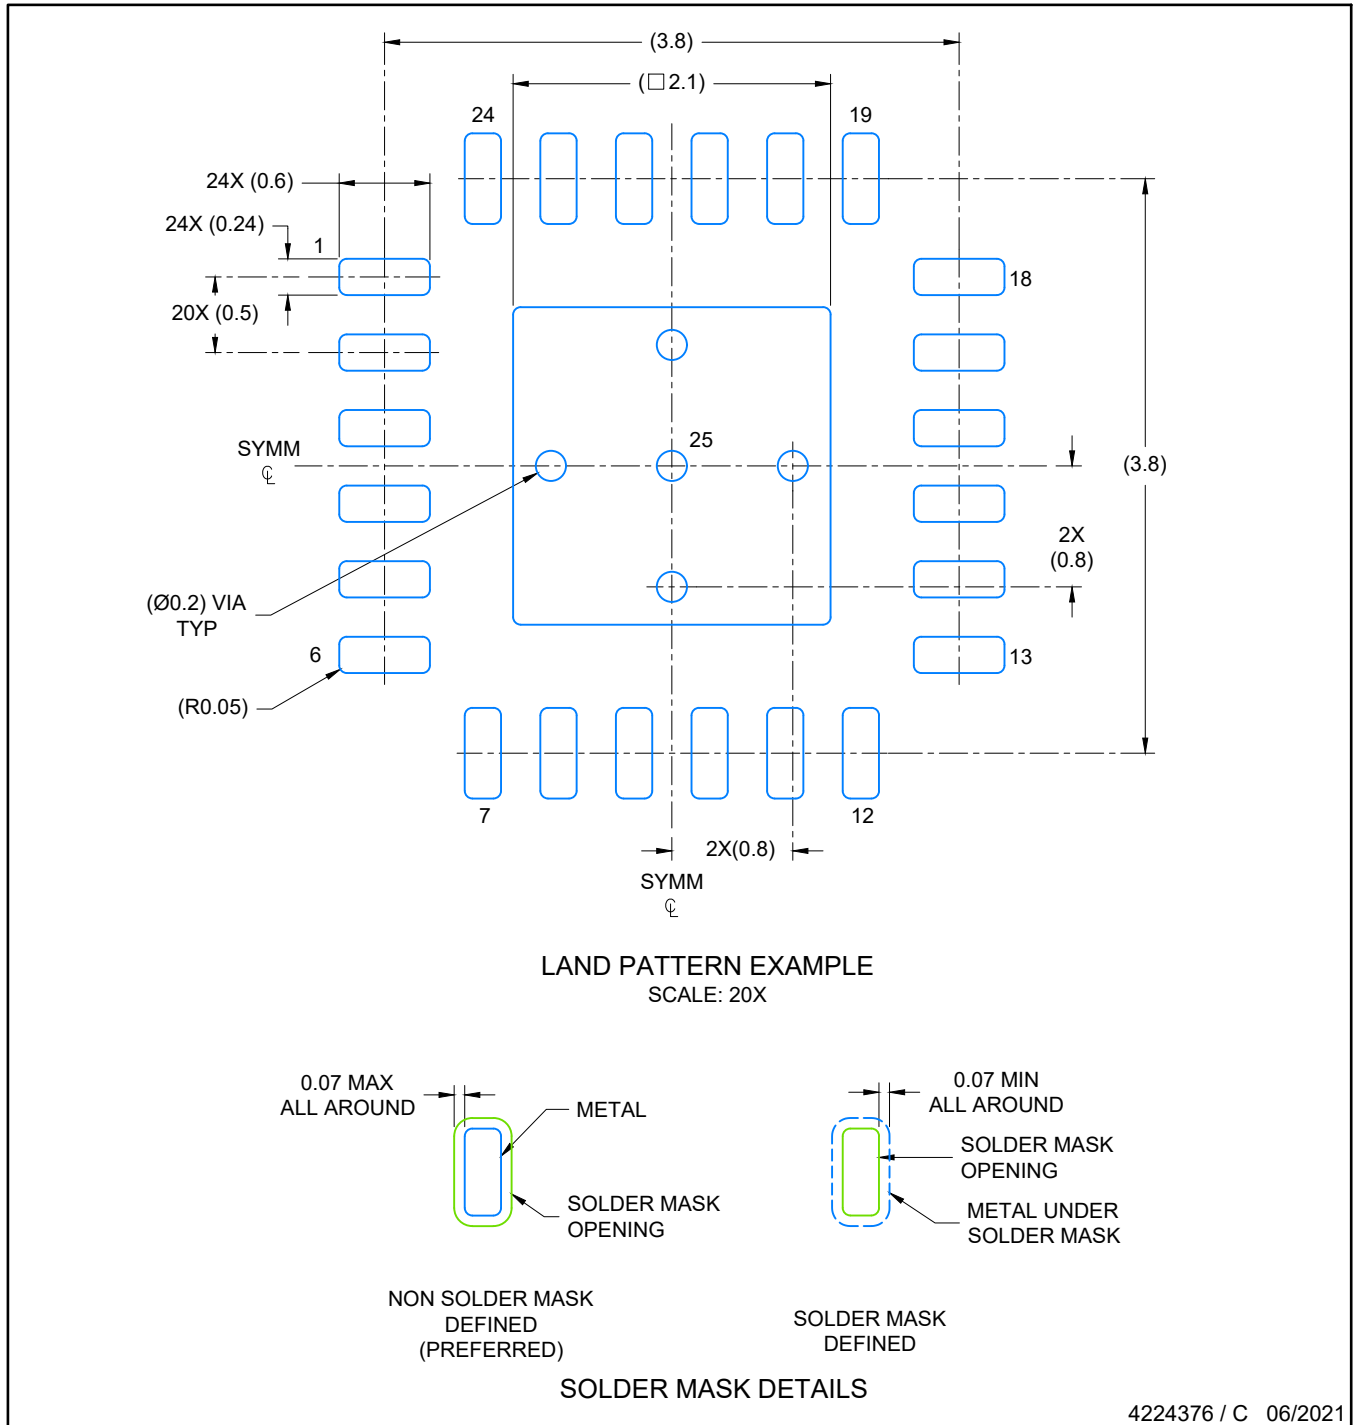 (3.8)
(□2.1)
24
19
24X (0.6)
24X (0.24)
1
18
20X (0.5)
SYMM
℄
25
(3.8)
2X
(0.8)
(Ø0.2) VIA
TYP
6
13
(R0.05)
7
12
2X(0.8)
SYMM
℄
LAND PATTERN EXAMPLE
SCALE: 20X
0.07 MAX
ALL AROUND
METAL
SOLDER MASK
OPENING
NON SOLDER MASK
DEFINED
(PREFERRED)
0.07 MIN
ALL AROUND
SOLDER MASK
OPENING
METAL UNDER
SOLDER MASK
SOLDER MASK
DEFINED
SOLDER MASK DETAILS
4224376 / C 06/2021